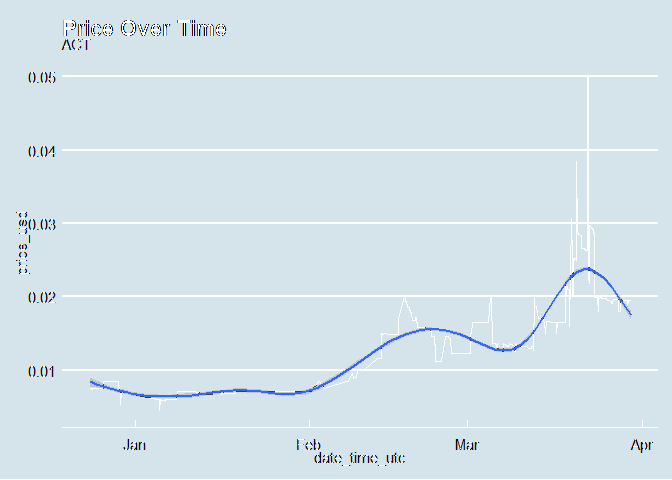 Price Over Time
ACT
0.05
0.04
0.03
0.02
0.01
price_usd
Jan Feb Mar Apr
date_time_utc